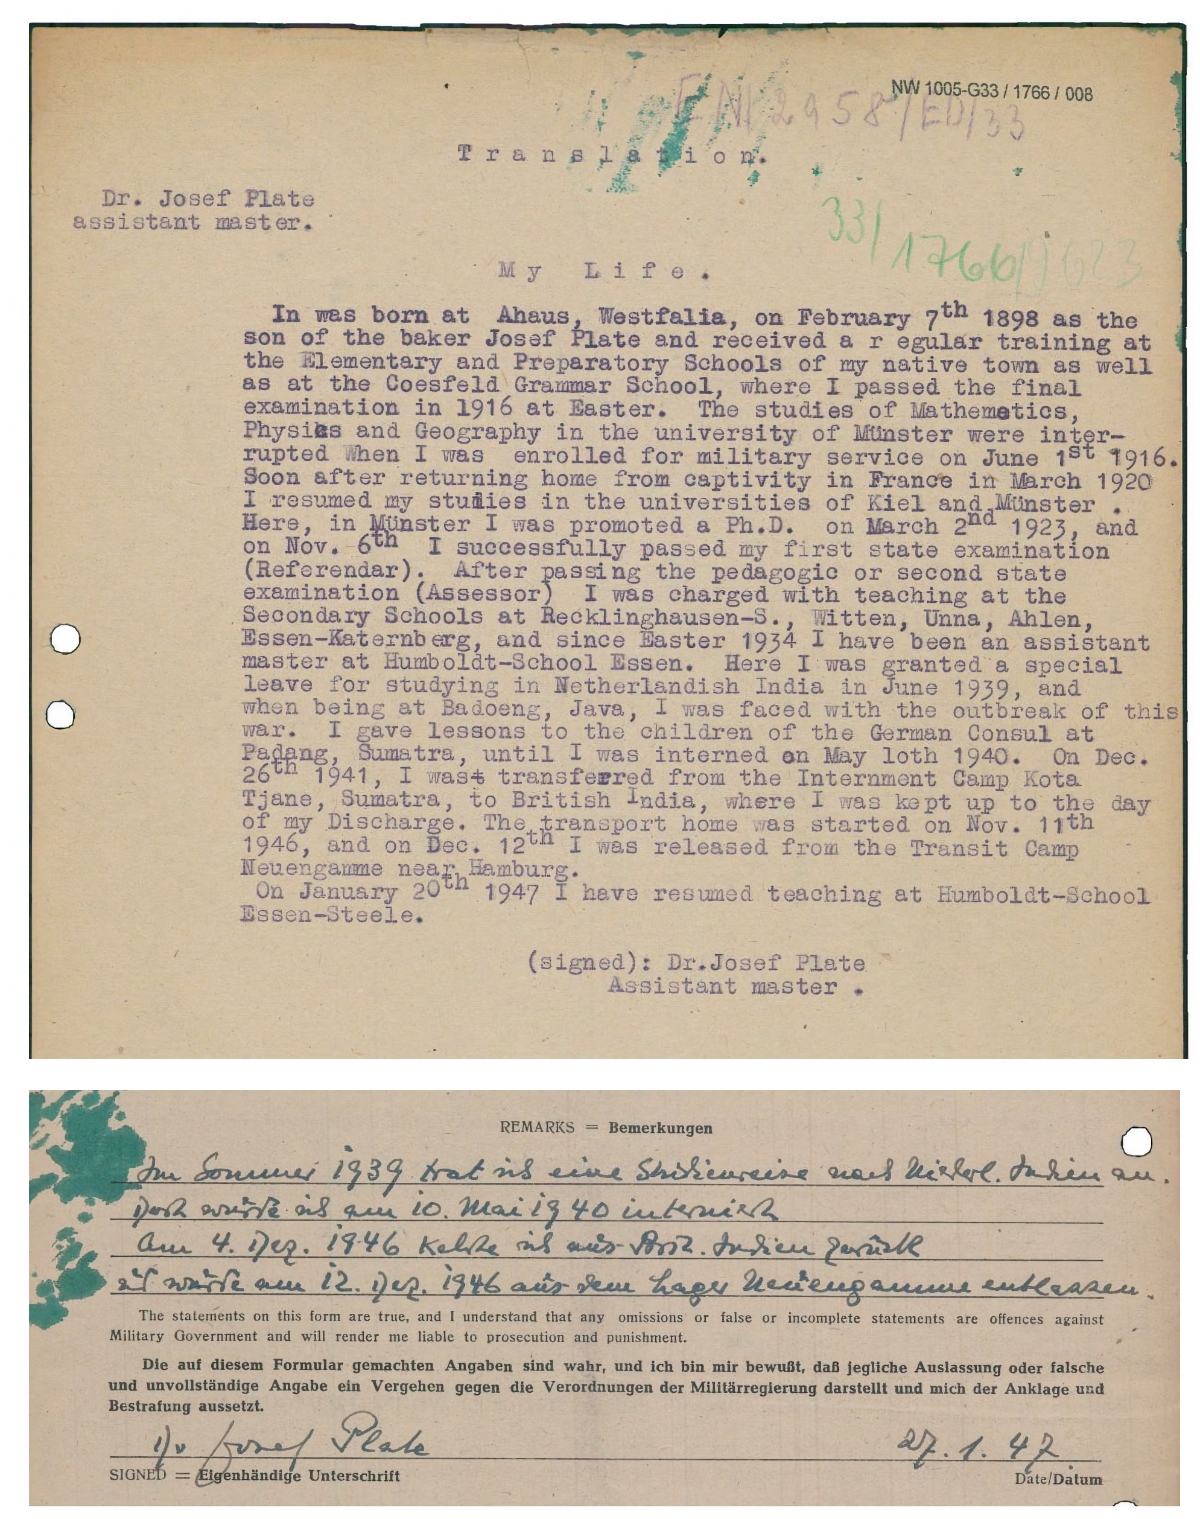 NW 1005-G33 / 1766 / 008
EN/2958/ED/33
Translation.
Dr. Josef Plate
assistant master.
33/
1766/
My Life.
In was born at Ahaus, Westfalia, on February 7th 1898 as the
son of the baker Josef Plate and received a r egular training at
the Elementary and Preparatory Schools of my native town as well
as at the Coesfeld Grammar School, where I passed the final
examination in 1916 at Easter. The studies of Mathematics,
Physics and Geography in the university of Münster were inter-
rupted When I was enrolled for military service on June 1st 1916.
Soon after returning home from captivity in France in March 1920
I resumed my studies in the universities of Kiel and Münster .
Here, in Münster I was promoted a Ph.D. on March 2nd 1923, and
on Nov. 6th I successfully passed my first state examination
(Referendar). After passing the pedagogic or second state
examination (Assessor) I was charged with teaching at the
Secondary Schools at Recklinghausen-S., Witten, Unna, Ahlen,
Essen-Katernberg, and since Easter 1934 I have been an assistant
master at Humboldt-School Essen. Here I was granted a special
leave for studying in Netherlandish India in June 1939, and
when being at Badoeng, Java, I was faced with the outbreak of this
war. I gave lessons to the children of the German Consul at
Padang, Sumatra, until I was interned on May loth 1940. On Dec.
26th 1941, I was transferred from the Internment Camp Kota
Tjane, Sumatra, to British India, where I was kept up to the day
of my Discharge. The transport home was started on Nov. 11th
1946, and on Dec. 12th I was released from the Transit Camp
Neuengamme near Hamburg.
On January 20th 1947 I have resumed teaching at Humboldt-School
Essen-Steele.
(signed): Dr.Josef Plate
Assistant master .
REMARKS = Bemerkungen
Im Sommer 1939 trat ich eine Studienreise nach Niederl. Indien an.
Dort wurde ich am 10. Mai 1940 interniert
Am 4. Dez. 1946 kehrte ich aus Brit. Indien zurück
und wurde am 12. Dez. 1946 aus dem Lager Neuengamme entlassen.
The statements on this form are true, and I understand that any omissions or false or incomplete statements are offences against
Military Government and will render me liable to prosecution and punishment.
Die auf diesem Formular gemachten Angaben sind wahr, und ich bin mir bewußt, daß jegliche Auslassung oder falsche
und unvollständige Angabe ein Vergehen gegen die Verordnungen der Militärregierung darstellt und mich der Anklage und
Bestrafung aussetzt.
Dr Josef Plate 27. 1. 47.
SIGNED = Eigenhändige Unterschrift Date/Datum